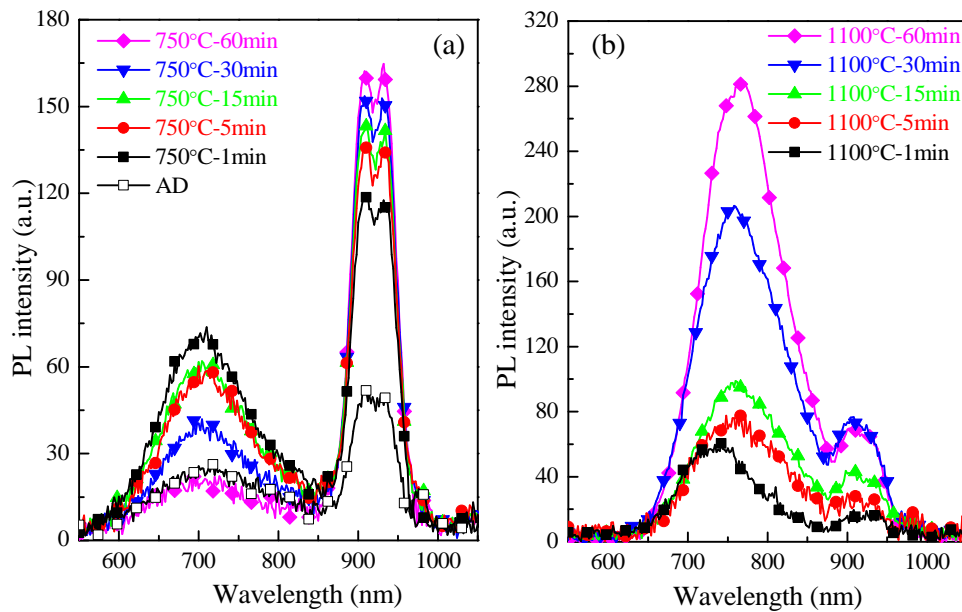 (a)
750°C-60min
750°C-30min
750°C-15min
750°C-5min
750°C-1min
AD
PL intensity (a.u.)
180
150
120
90
60
30
0
600 700 800 900 1000
Wavelength (nm)
(b)
1100°C-60min
1100°C-30min
1100°C-15min
1100°C-5min
1100°C-1min
PL intensity (a.u.)
320
280
240
200
160
120
80
40
0
600 700 800 900 1000
Wavelength (nm)